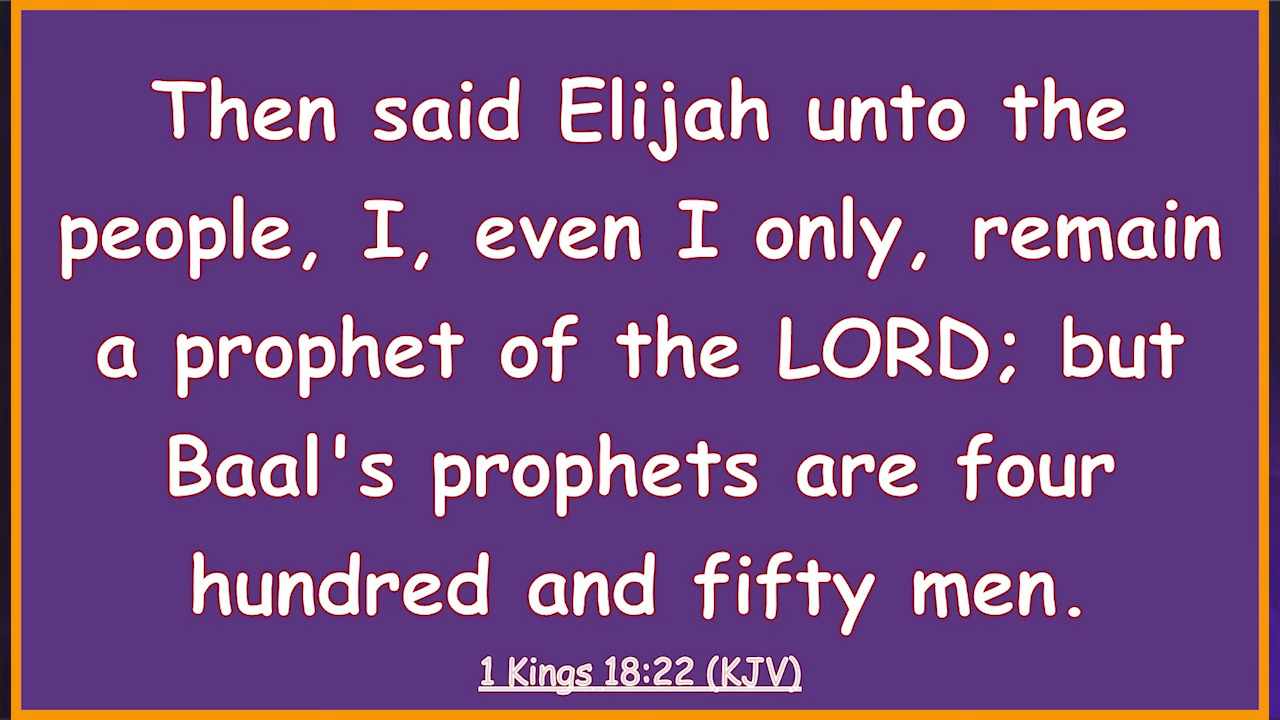 Then said Elijah unto the
people, I, even I only, remain
a prophet of the LORD; but
Baal's prophets are four
hundred and fifty men.
1 Kings 18:22 (KJV)